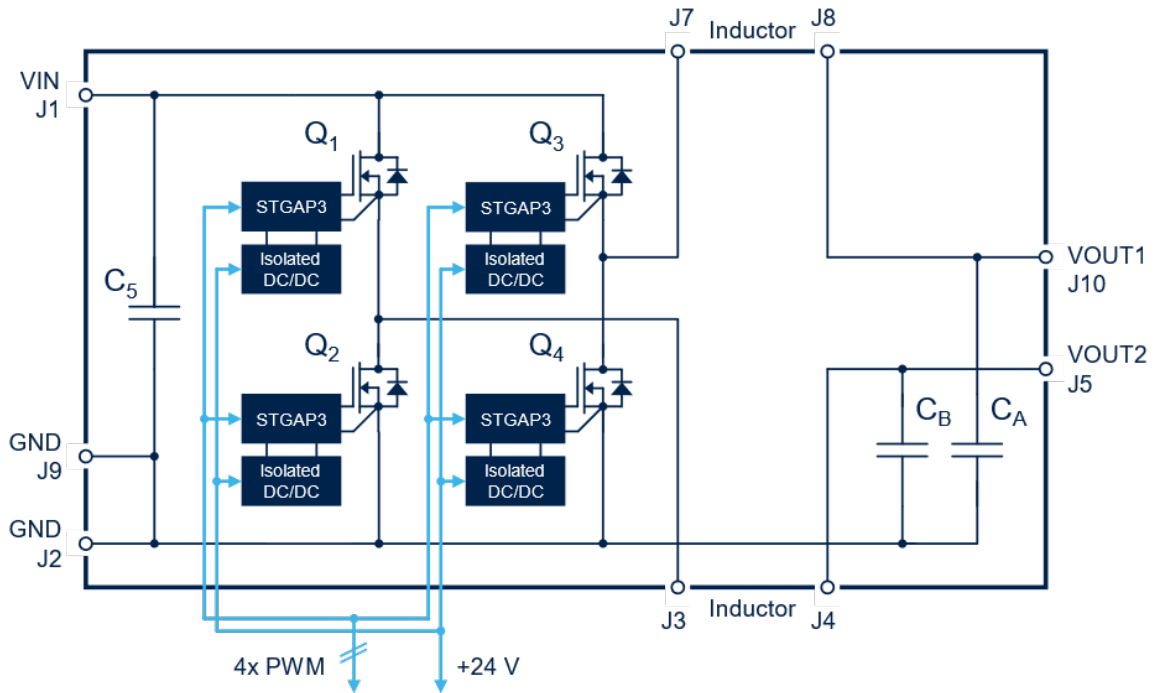 J7
Inductor
J8
VIN
J1
Q1
Q3
STGAP3
STGAP3
Isolated
DC/DC
Isolated
DC/DC
VOUT1
J10
C5
Q2
Q4
VOUT2
J5
STGAP3
STGAP3
CB
CA
GND
J9
Isolated
DC/DC
Isolated
DC/DC
GND
J2
J3
Inductor
J4
4x PWM
+24 V